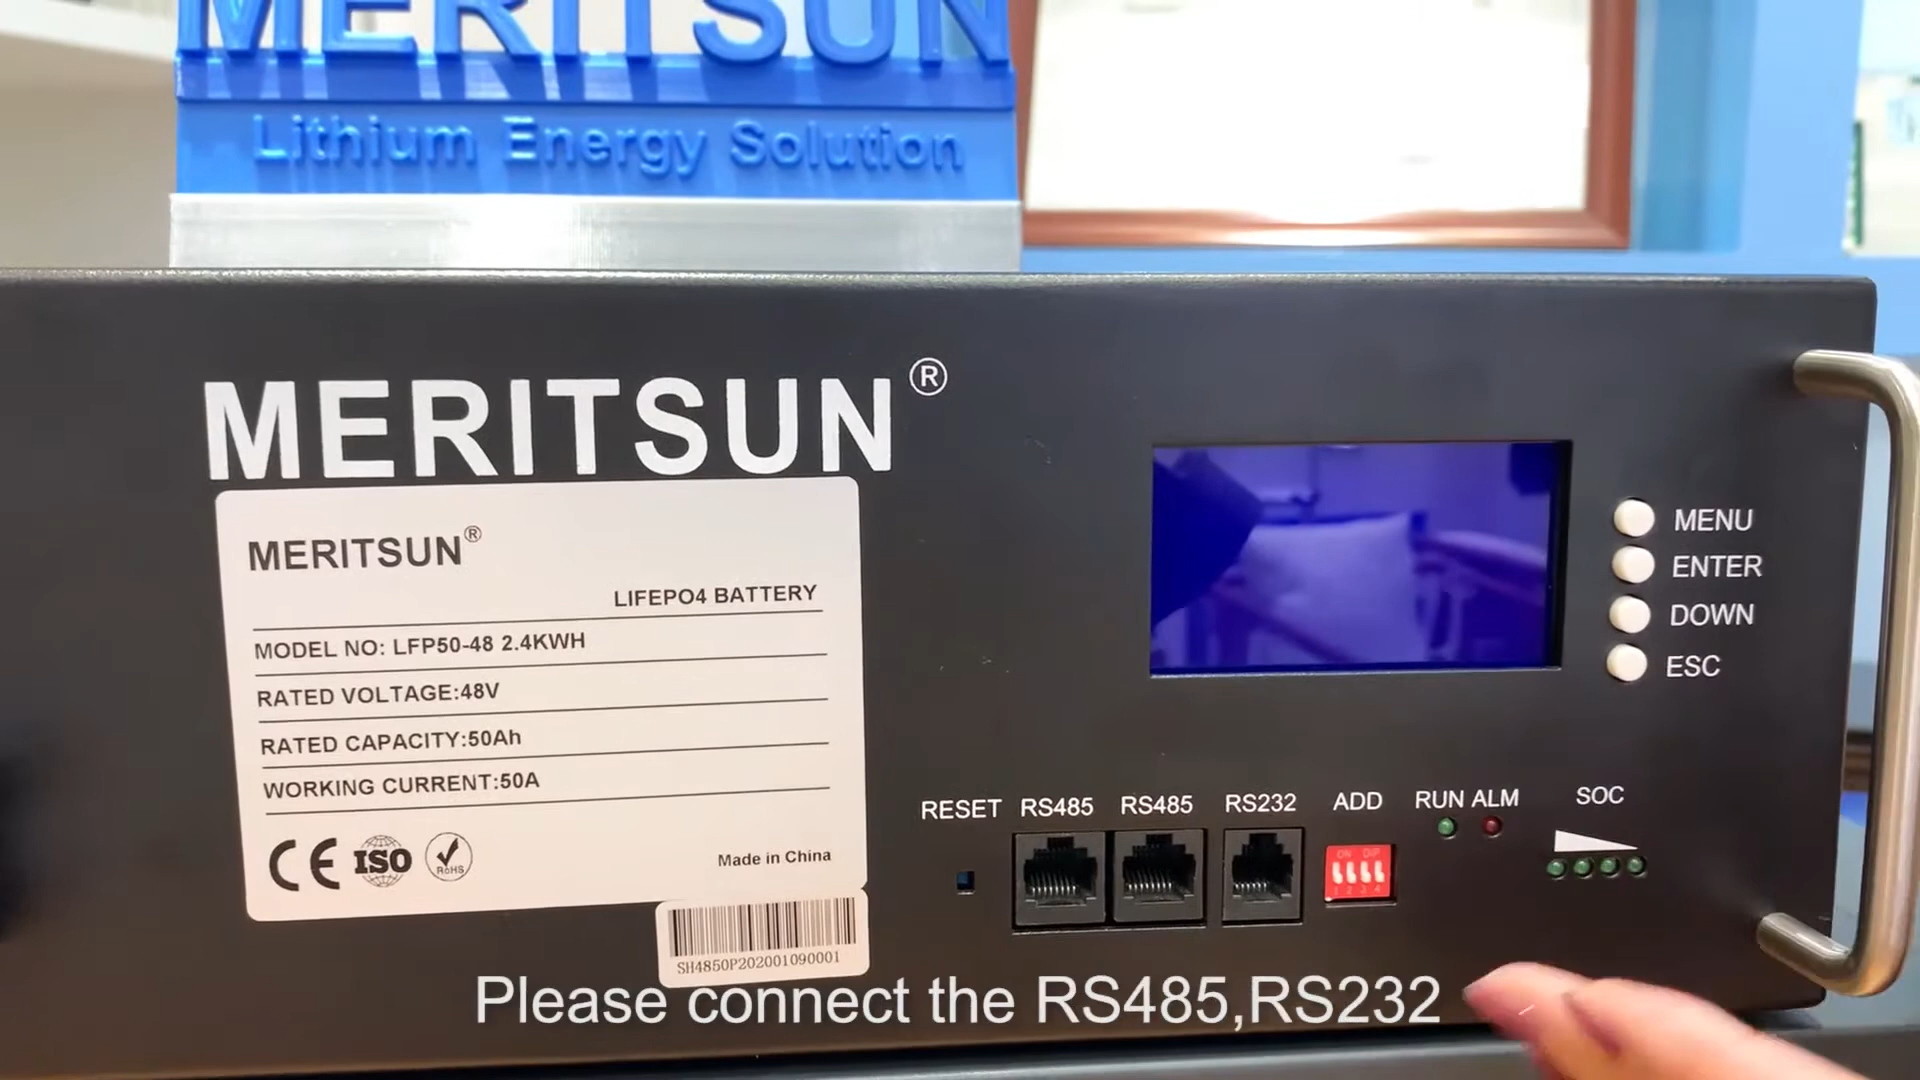 MERITSUN
Lithium Energy Solution
MERITSUN®
MERITSUN®
LIFEPO4 BATTERY
MODEL NO: LFP50-48 2.4KWH
RATED VOLTAGE:48V
RATED CAPACITY:50Ah
WORKING CURRENT:50A
CE ISO RoHS
Made in China
SH4850P202001090001
MENU
ENTER
DOWN
ESC
RESET RS485 RS485 RS232 ADD RUN ALM SOC
ON DIP
1 2 3 4
Please connect the RS485,RS232